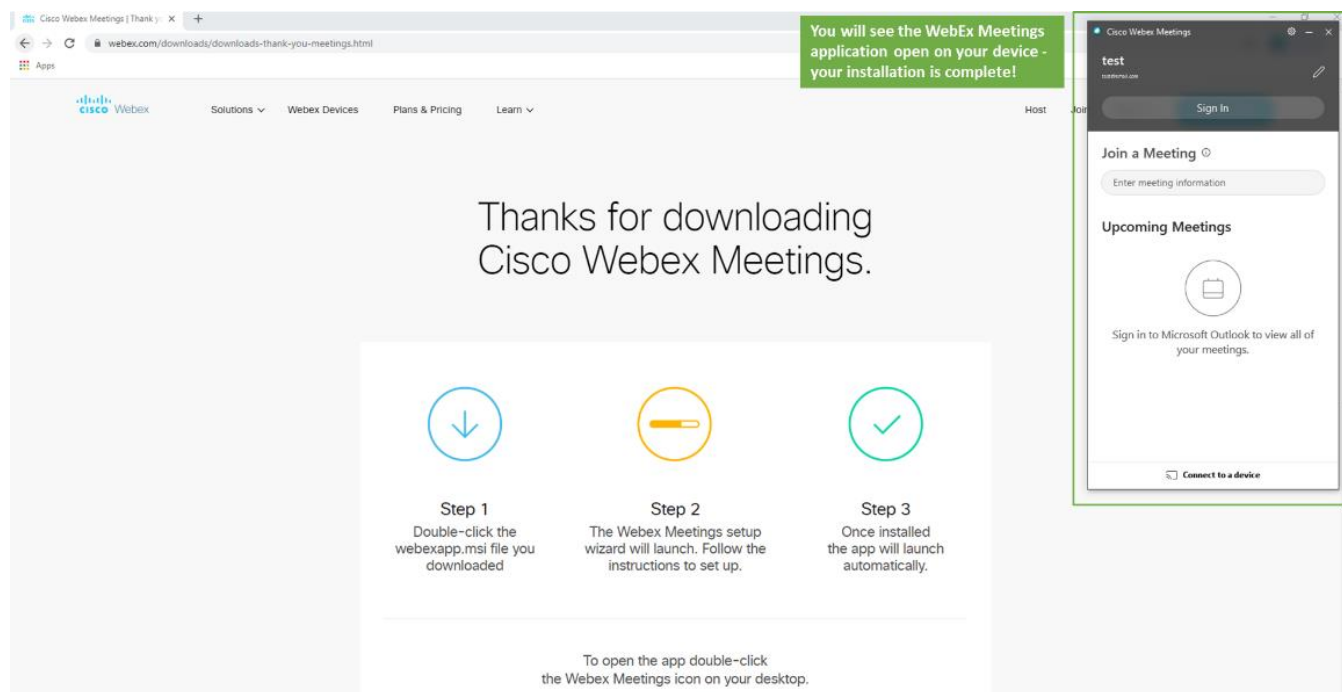 Cisco Webex Meetings | Thank y
webex.com/downloads/downloads-thank-you-meetings.html
Apps
You will see the WebEx Meetings
application open on your device -
your installation is complete!
CISCO Webex
Solutions
Webex Devices
Plans & Pricing
Learn
Host
Join
Thanks for downloading
Cisco Webex Meetings.
Step 1
Double-click the
webexapp.msi file you
downloaded
Step 2
The Webex Meetings setup
wizard will launch. Follow the
instructions to set up.
Step 3
Once installed
the app will launch
automatically.
To open the app double-click
the Webex Meetings icon on your desktop.
Cisco Webex Meetings
test
Sign In
Join a Meeting
Enter meeting information
Upcoming Meetings
Sign in to Microsoft Outlook to view all of
your meetings.
Connect to a device